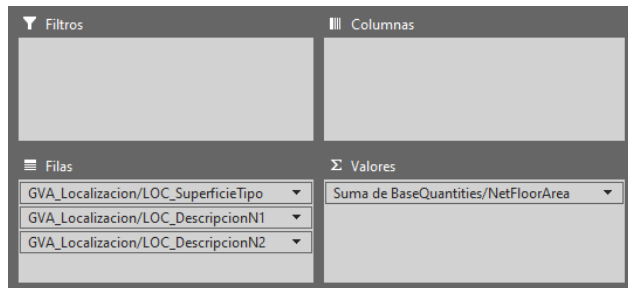 Filtros
Columnas
Filas
GVA_Localizacion/LOC_SuperficieTipo
GVA_Localizacion/LOC_DescripcionN1
GVA_Localizacion/LOC_DescripcionN2
Σ Valores
Suma de BaseQuantities/NetFloorArea